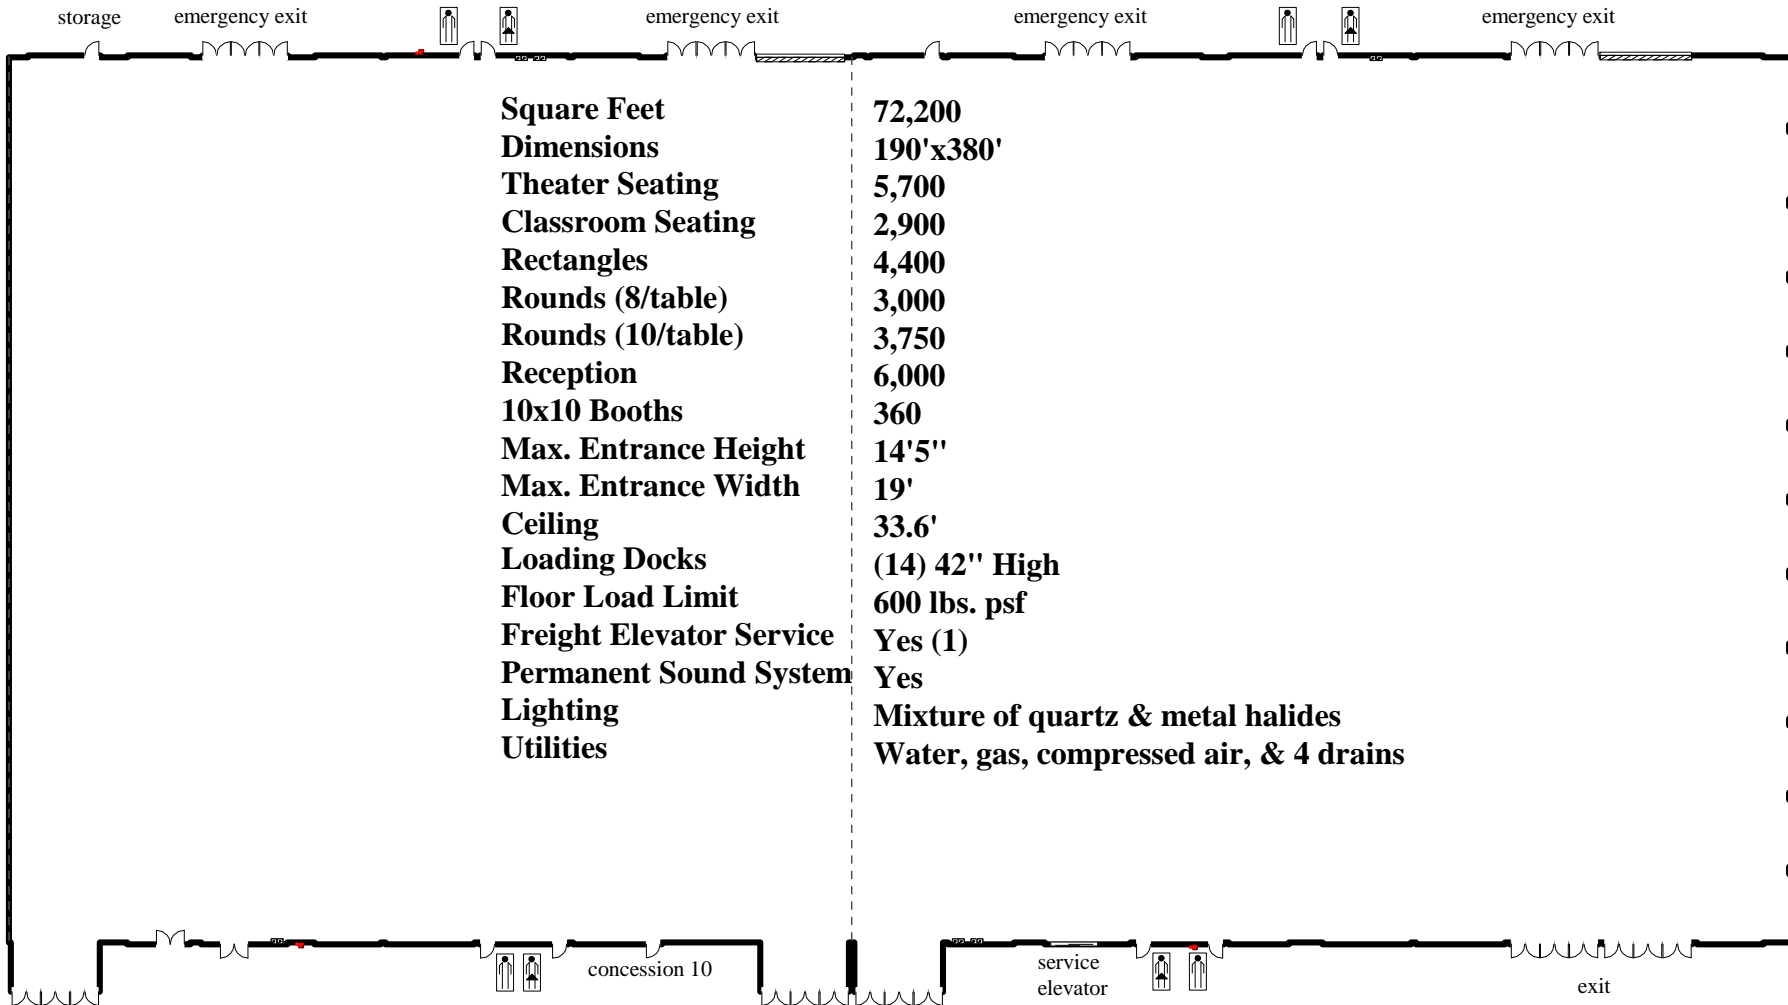 storage emergency exit emergency exit emergency exit emergency exit
Square Feet 72,200
Dimensions 190'x380'
Theater Seating 5,700
Classroom Seating 2,900
Rectangles 4,400
Rounds (8/table) 3,000
Rounds (10/table) 3,750
Reception 6,000
10x10 Booths 360
Max. Entrance Height 14'5"
Max. Entrance Width 19'
Ceiling 33.6'
Loading Docks (14) 42" High
Floor Load Limit 600 lbs. psf
Freight Elevator Service Yes (1)
Permanent Sound System Yes
Lighting Mixture of quartz & metal halides
Utilities Water, gas, compressed air, & 4 drains
concession 10
service
elevator
exit